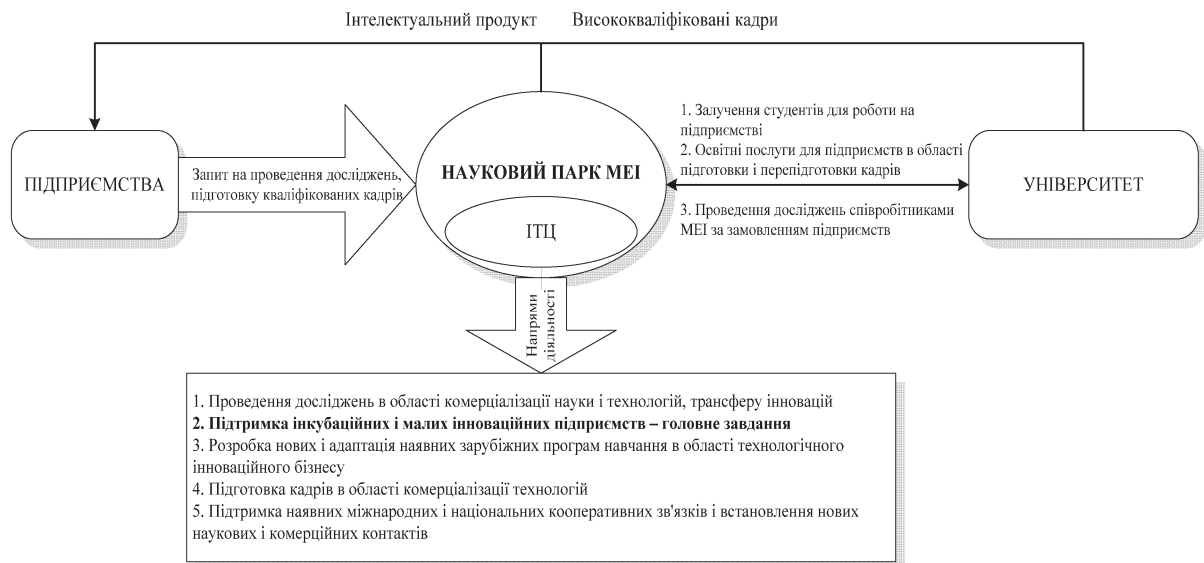 Інтелектуальний продукт Висококваліфіковані кадри
ПІДПРИЄМСТВА
Запит на проведення досліджень,
підготовку кваліфікованих кадрів
НАУКОВИЙ ПАРК МЕІ
ІТЦ
1. Залучення студентів для роботи на
підприємстві
2. Освітні послуги для підприємств в області
підготовки і перепідготовки кадрів
3. Проведення досліджень співробітниками
МЕІ за замовленням підприємств
УНІВЕРСИТЕТ
Напрями
діяльності
1. Проведення досліджень в області комерціалізації науки і технологій, трансферу інновацій
2. Підтримка інкубаційних і малих інноваційних підприємств – головне завдання
3. Розробка нових і адаптація наявних зарубіжних програм навчання в області технологічного
інноваційного бізнесу
4. Підготовка кадрів в області комерціалізації технологій
5. Підтримка наявних міжнародних і національних кооперативних зв'язків і встановлення нових
наукових і комерційних контактів